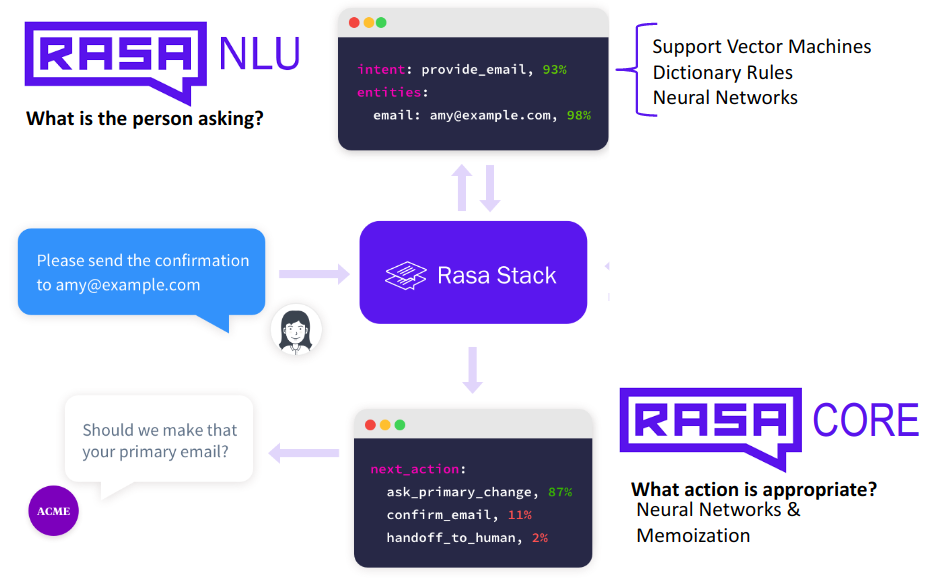 RASA NLU
What is the person asking?
intent: provide_email, 93%
entities:
email: amy@example.com, 98%
Support Vector Machines
Dictionary Rules
Neural Networks
Please send the confirmation
to amy@example.com
Rasa Stack
Should we make that
your primary email?
ACME
next_action:
ask_primary_change, 87%
confirm_email, 11%
handoff_to_human, 2%
RASA CORE
What action is appropriate?
Neural Networks &
Memoization